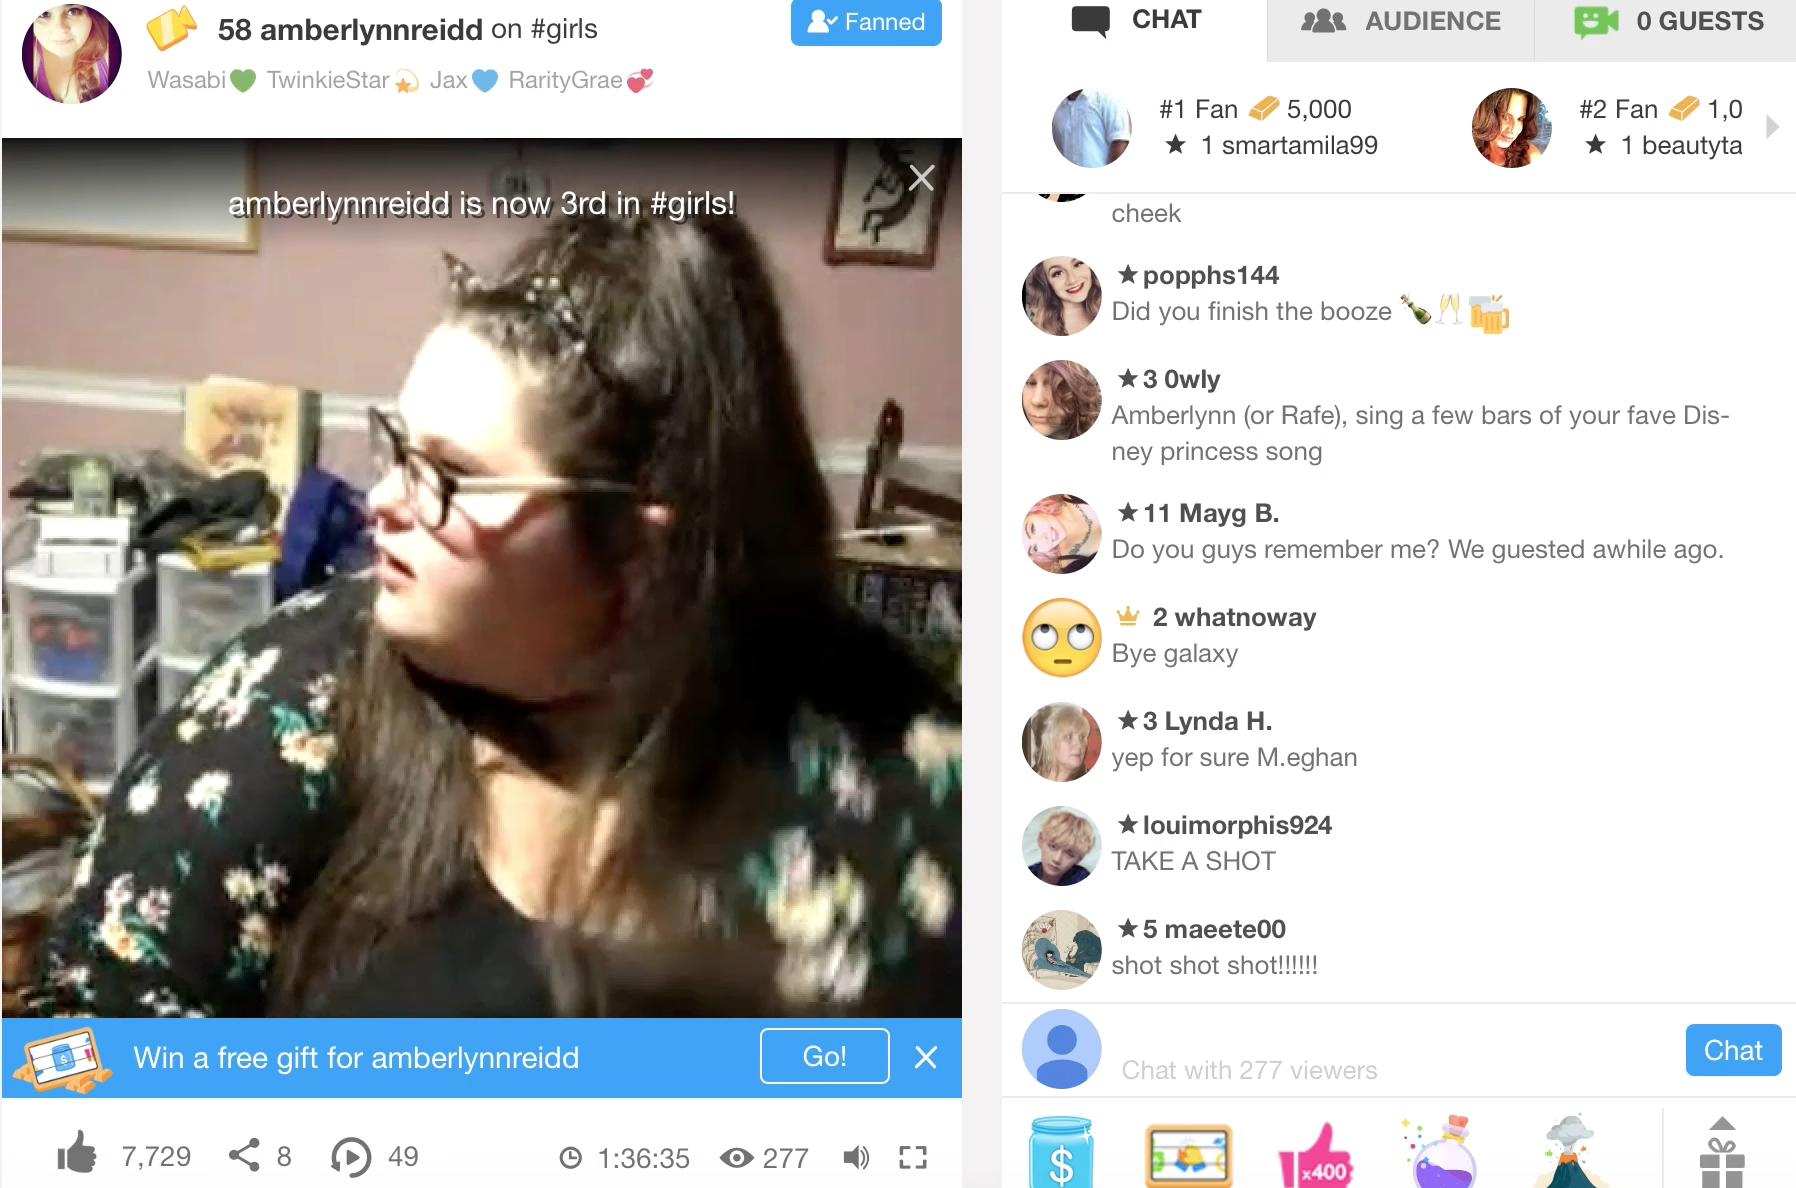 58 amberlynnreidd on #girls
Wasabi💚 TwinkieStar💫 Jax💙 RarityGrae💞
Fanned
amberlynnreidd is now 3rd in #girls!
Win a free gift for amberlynnreidd
Go!
7,729
8
49
1:36:35
277
CHAT
AUDIENCE
0 GUESTS
#1 Fan 5,000
★ 1 smartamila99
#2 Fan 1,0
★ 1 beautyta
cheek
★popphs144
Did you finish the booze 🍾🥂🍻
★3 0wly
Amberlynn (or Rafe), sing a few bars of your fave Dis-
ney princess song
★11 Mayg B.
Do you guys remember me? We guested awhile ago.
2 whatnoway
Bye galaxy
★3 Lynda H.
yep for sure M.eghan
★louimorphis924
TAKE A SHOT
★5 maeete00
shot shot shot!!!!!!
Chat with 277 viewers
Chat
$
x400